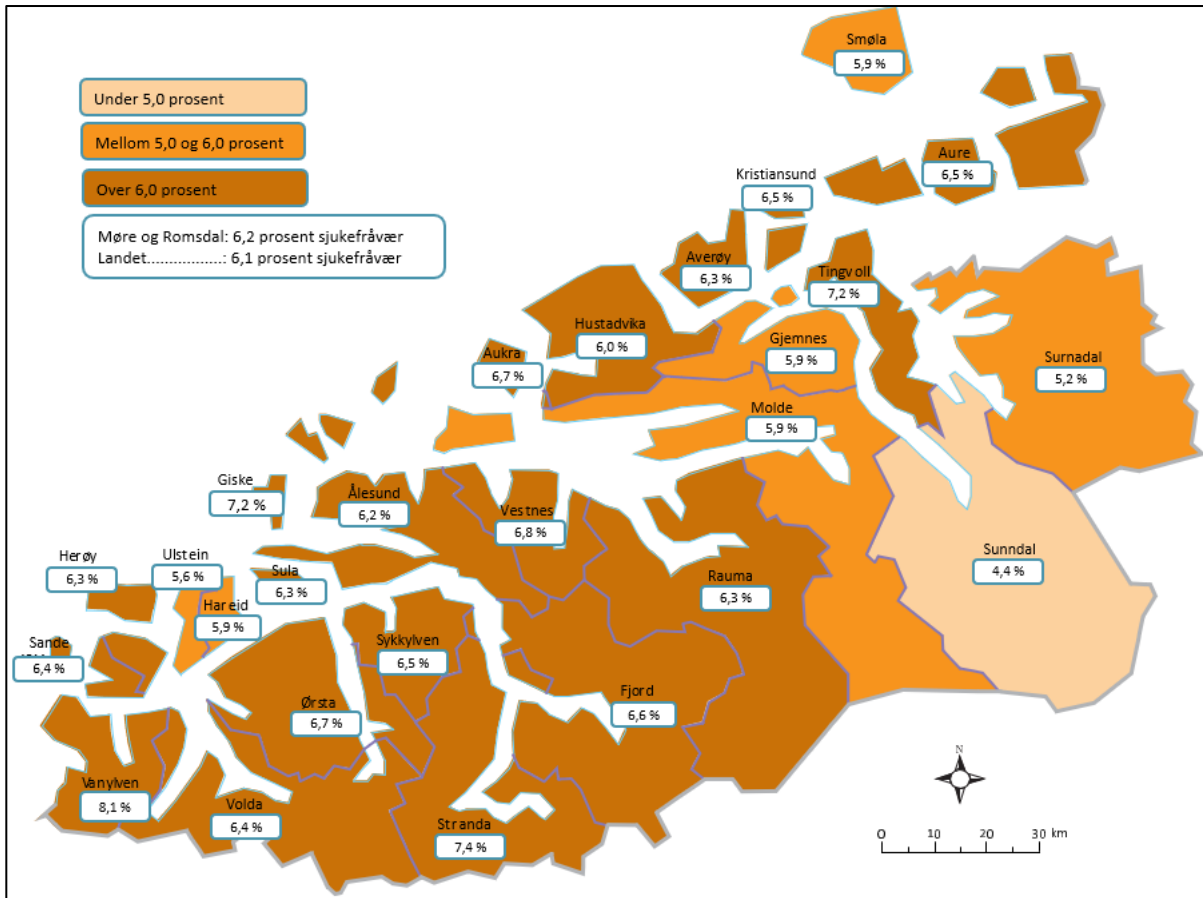 Smøla
5,9 %
Under 5,0 prosent
Mellom 5,0 og 6,0 prosent
Over 6,0 prosent
Møre og Romsdal: 6,2 prosent sjukefråvær
Landet.................: 6,1 prosent sjukefråvær
Aure
6,5 %
Kristiansund
6,5 %
Averøy
6,3 %
Tingvoll
7,2 %
Hustadvika
6,0 %
Gjemnes
5,9 %
Aukra
6,7 %
Surnadal
5,2 %
Molde
5,9 %
Giske
7,2 %
Ålesund
6,2 %
Vestnes
6,8 %
Sunndal
4,4 %
Herøy
6,3 %
Ulstein
5,6 %
Sula
6,3 %
Rauma
6,3 %
Hareid
5,9 %
Sande
6,4 %
Sykkylven
6,5 %
Fjord
6,6 %
Ørsta
6,7 %
Vanylven
8,1 %
Volda
6,4 %
Stranda
7,4 %
N
0 10 20 30 km